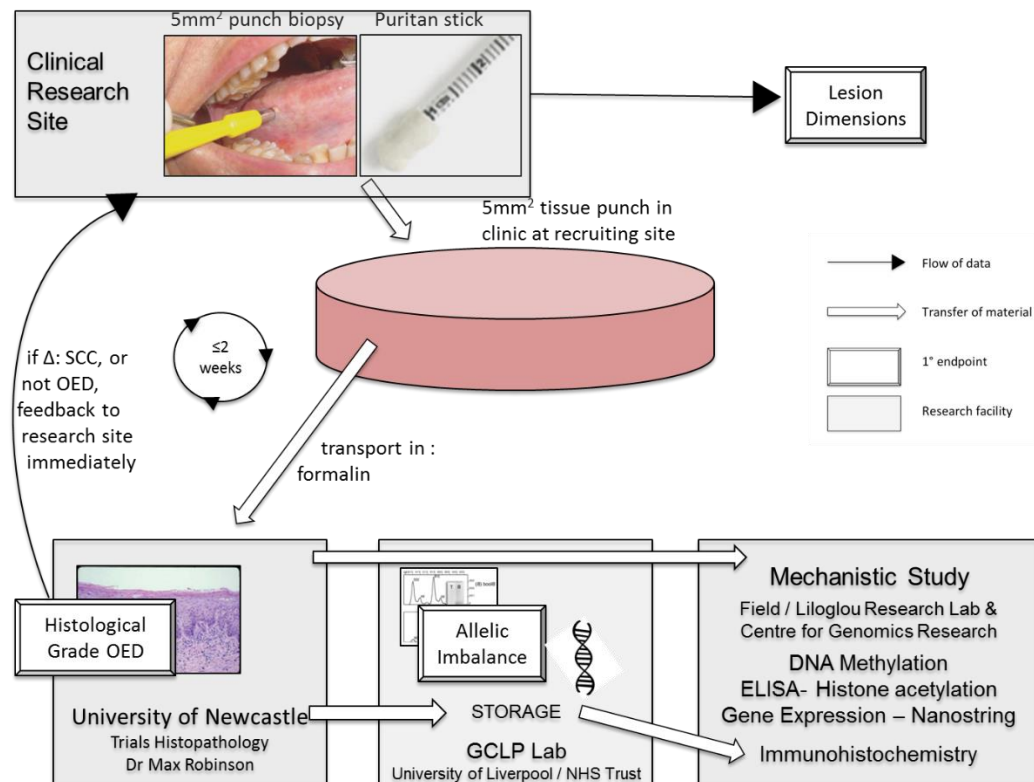 5mm² punch biopsy
Puritan stick
Clinical
Research
Site
Lesion
Dimensions
5mm² tissue punch in
clinic at recruiting site
Flow of data
Transfer of material
1° endpoint
Research facility
≤2
weeks
if Δ: SCC, or
not OED,
feedback to
research site
immediately
transport in :
formalin
Histological
Grade OED
University of Newcastle
Trials Histopathology
Dr Max Robinson
Allelic
Imbalance
STORAGE
GCLP Lab
University of Liverpool / NHS Trust
Mechanistic Study
Field / Liloglou Research Lab &
Centre for Genomics Research
DNA Methylation
ELISA- Histone acetylation
Gene Expression – Nanostring
Immunohistochemistry